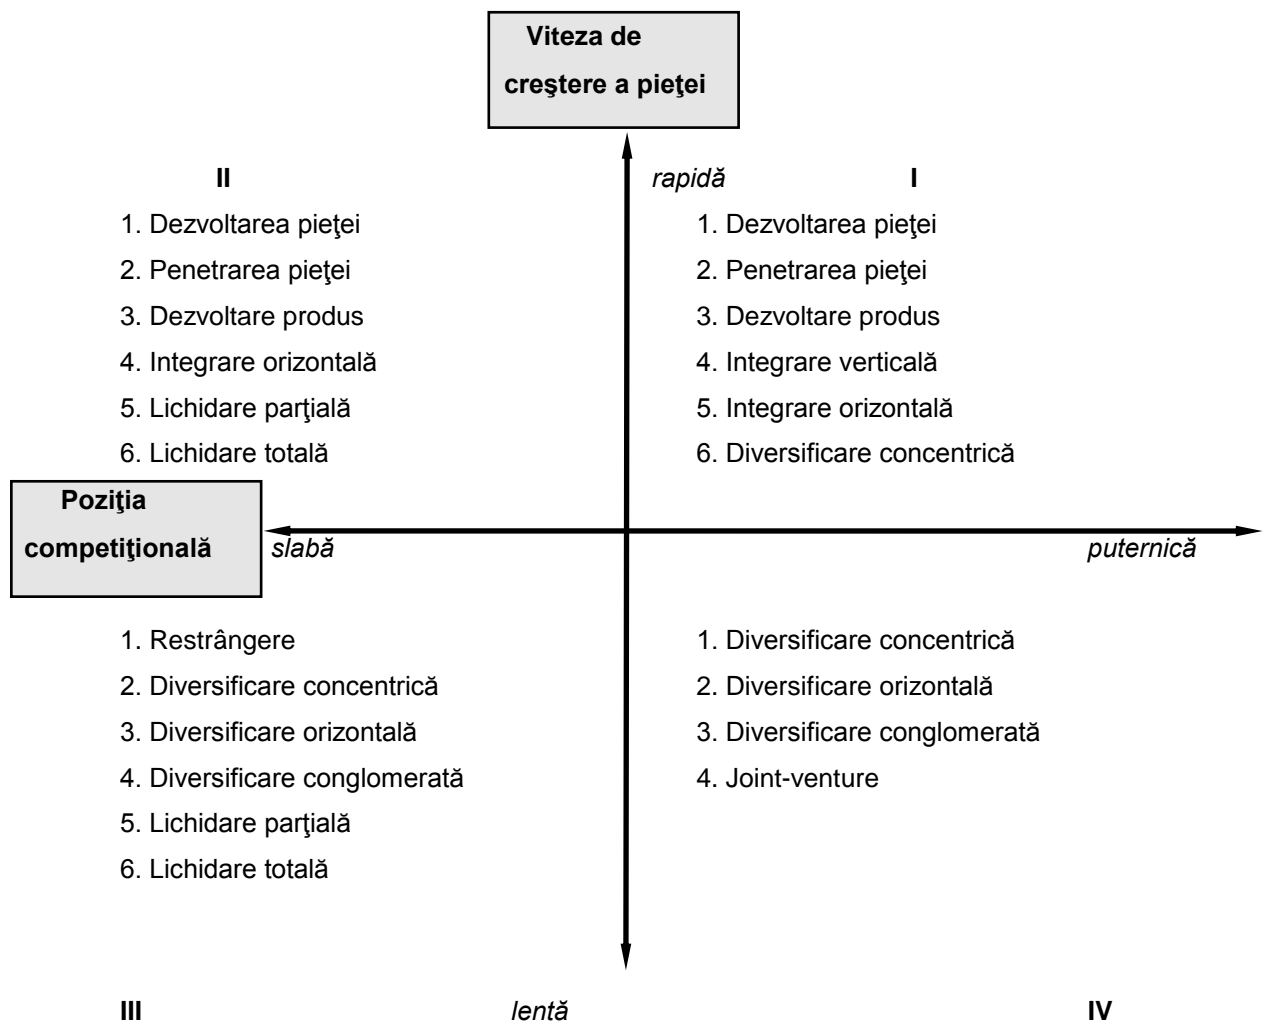 Viteza de
creştere a pieţei
II
rapidă
I
1. Dezvoltarea pieţei
2. Penetrarea pieţei
3. Dezvoltare produs
4. Integrare orizontală
5. Lichidare parţială
6. Lichidare totală
1. Dezvoltarea pieţei
2. Penetrarea pieţei
3. Dezvoltare produs
4. Integrare verticală
5. Integrare orizontală
6. Diversificare concentrică
Poziţia
competiţională
slabă
puternică
1. Restrângere
2. Diversificare concentrică
3. Diversificare orizontală
4. Diversificare conglomerată
5. Lichidare parţială
6. Lichidare totală
1. Diversificare concentrică
2. Diversificare orizontală
3. Diversificare conglomerată
4. Joint-venture
III
lentă
IV